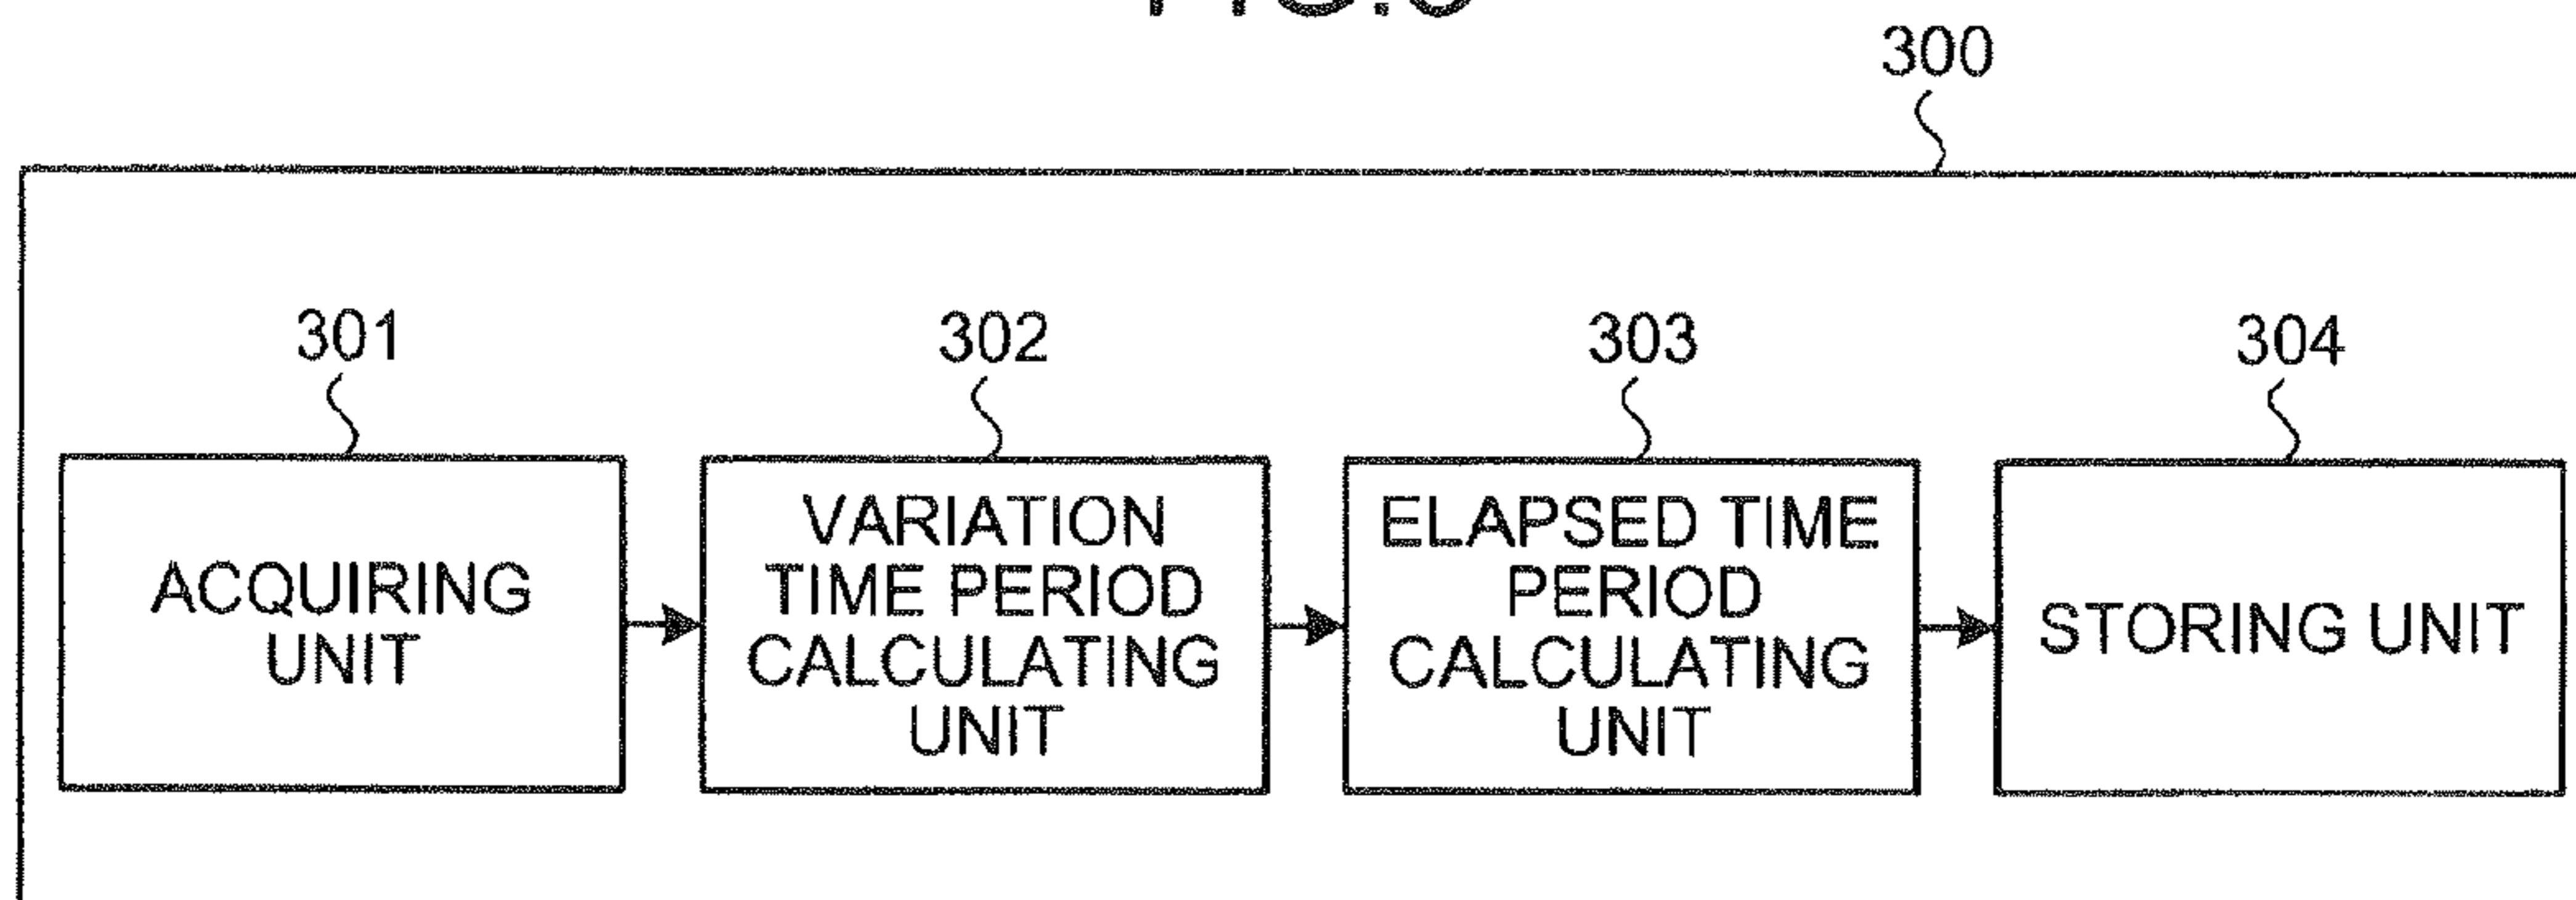 300
301
302
303
304
ACQUIRING
UNIT
VARIATION
TIME PERIOD
CALCULATING
UNIT
ELAPSED TIME
PERIOD
CALCULATING
UNIT
STORING UNIT